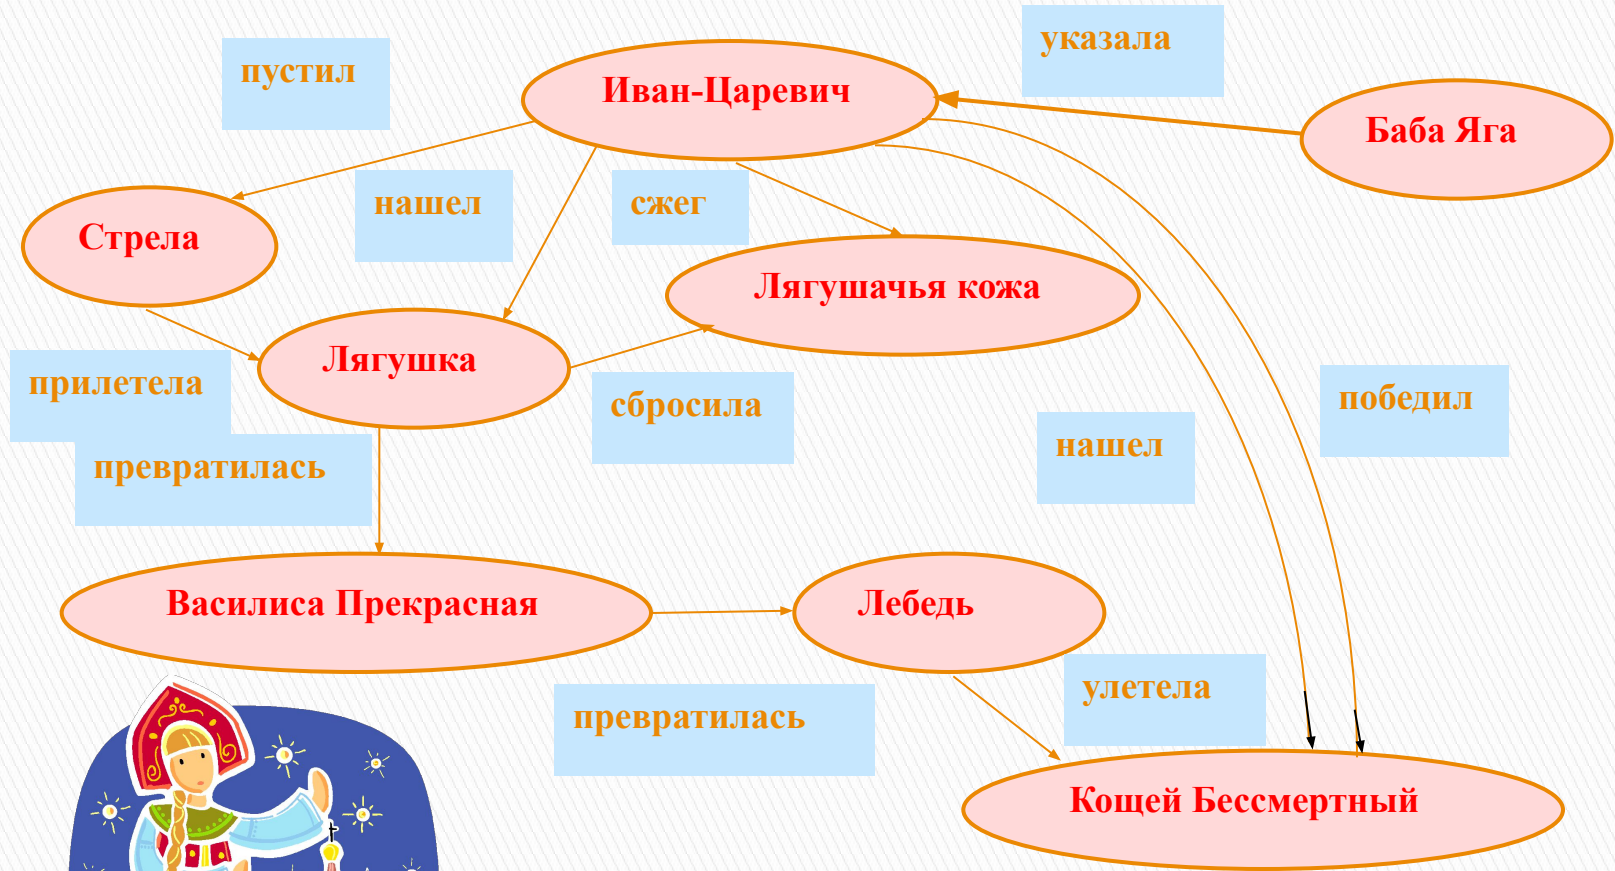 указала
пустил
Иван-Царевич
Баба Яга
нашел
сжег
Стрела
Лягушачья кожа
Лягушка
прилетела
сбросила
победил
нашел
превратилась
Василиса Прекрасная
Лебедь
улетела
превратилась
Кощей Бессмертный